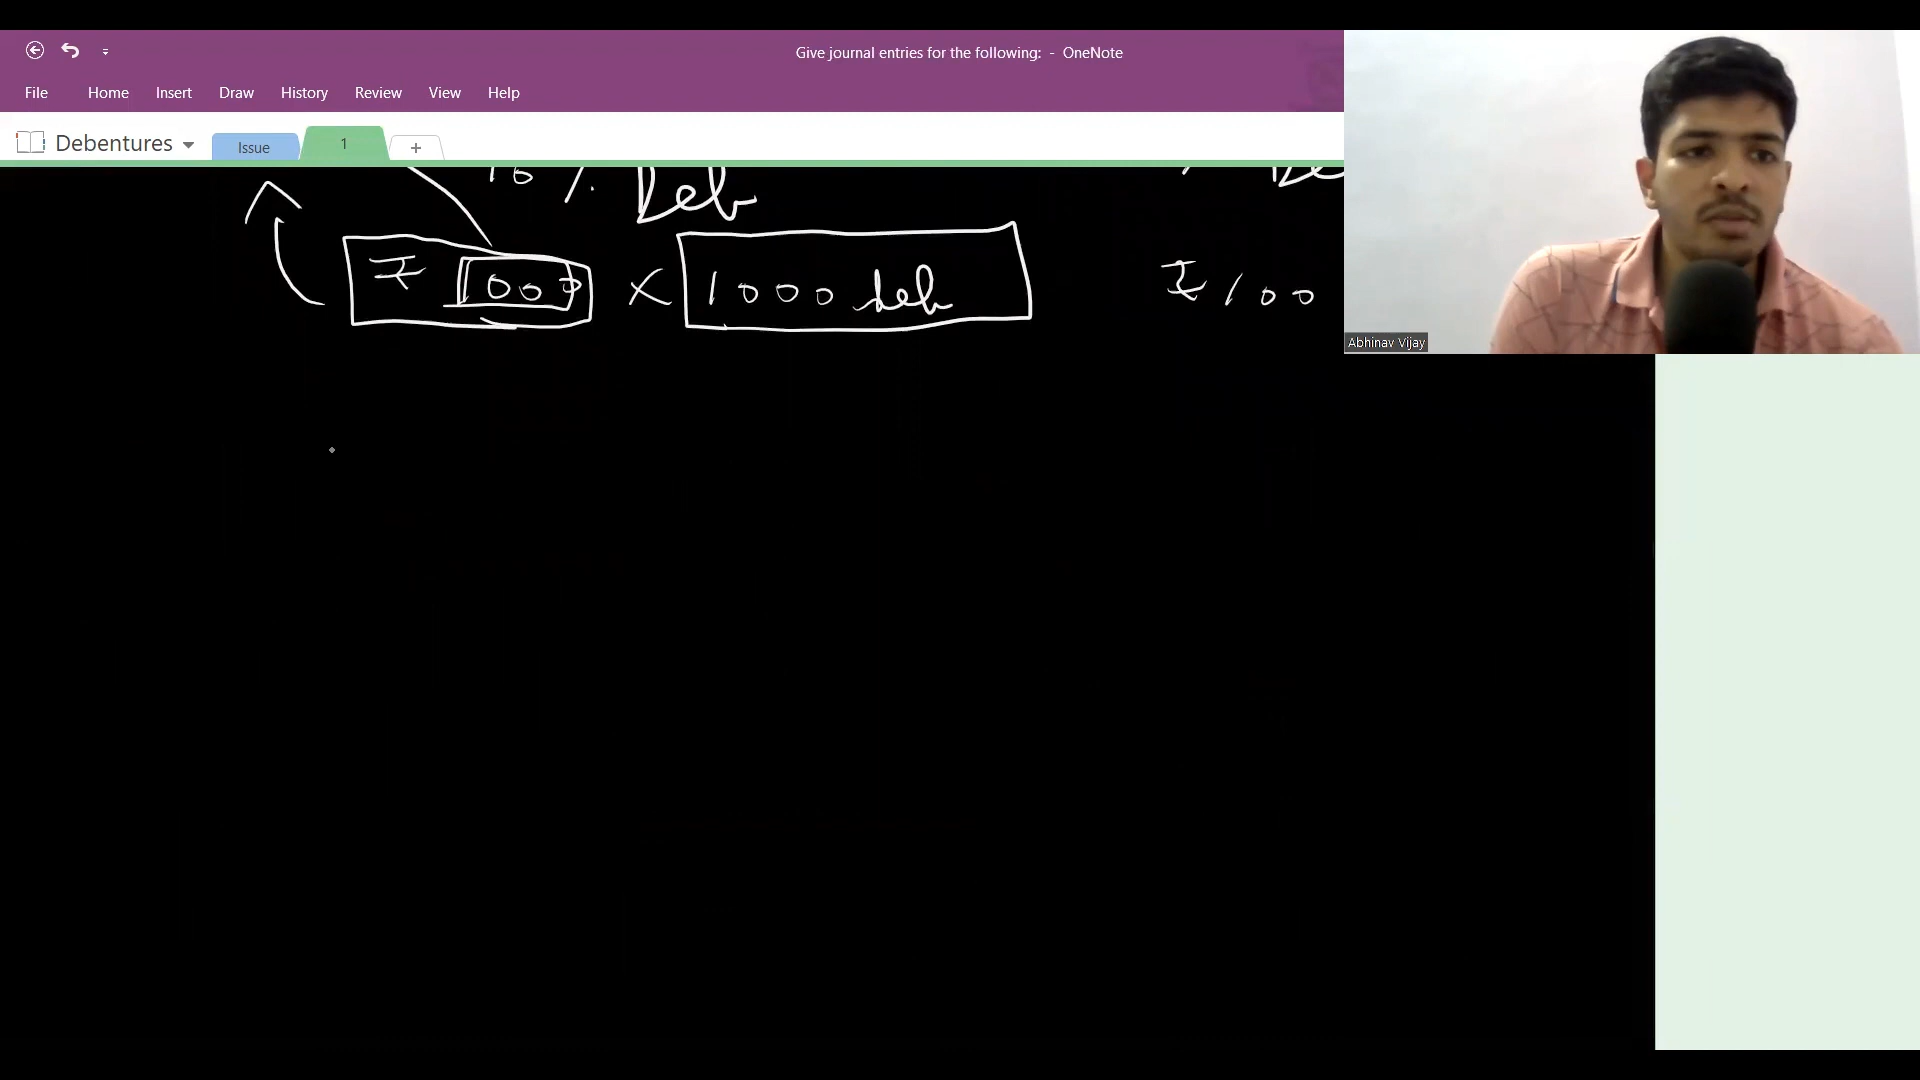 Give journal entries for the following: - OneNote
File Home Insert Draw History Review View Help
Debentures Issue 1 +
10 % Deb
₹ 1000 × 1000 deb ₹ 100
Abhinav Vijay